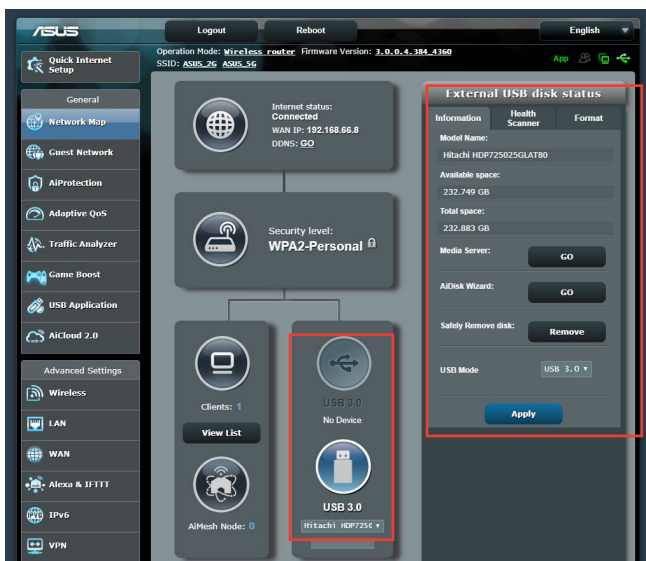 ASUS
Logout
Reboot
English
Quick Internet
Setup
Operation Mode: Wireless router Firmware Version: 3.0.0.4.384_4360
SSID: ASUS_2G ASUS_5G
App
General
Network Map
Guest Network
AiProtection
Adaptive QoS
Traffic Analyzer
Game Boost
USB Application
AiCloud 2.0
Advanced Settings
Wireless
LAN
WAN
Alexa & IFTTT
IPv6
VPN
Internet status:
Connected
WAN IP: 192.168.66.8
DDNS: GO
Security level:
WPA2-Personal
Clients: 1
View List
AiMesh Node: 0
USB 3.0
No Device
USB 3.0
Hitachi HDP725C
External USB disk status
Information
Health
Scanner
Format
Model Name:
Hitachi HDP725025GLAT80
Available space:
232.749 GB
Total space:
232.883 GB
Media Server:
GO
AiDisk Wizard:
GO
Safely Remove disk:
Remove
USB Mode
USB 3.0
Apply